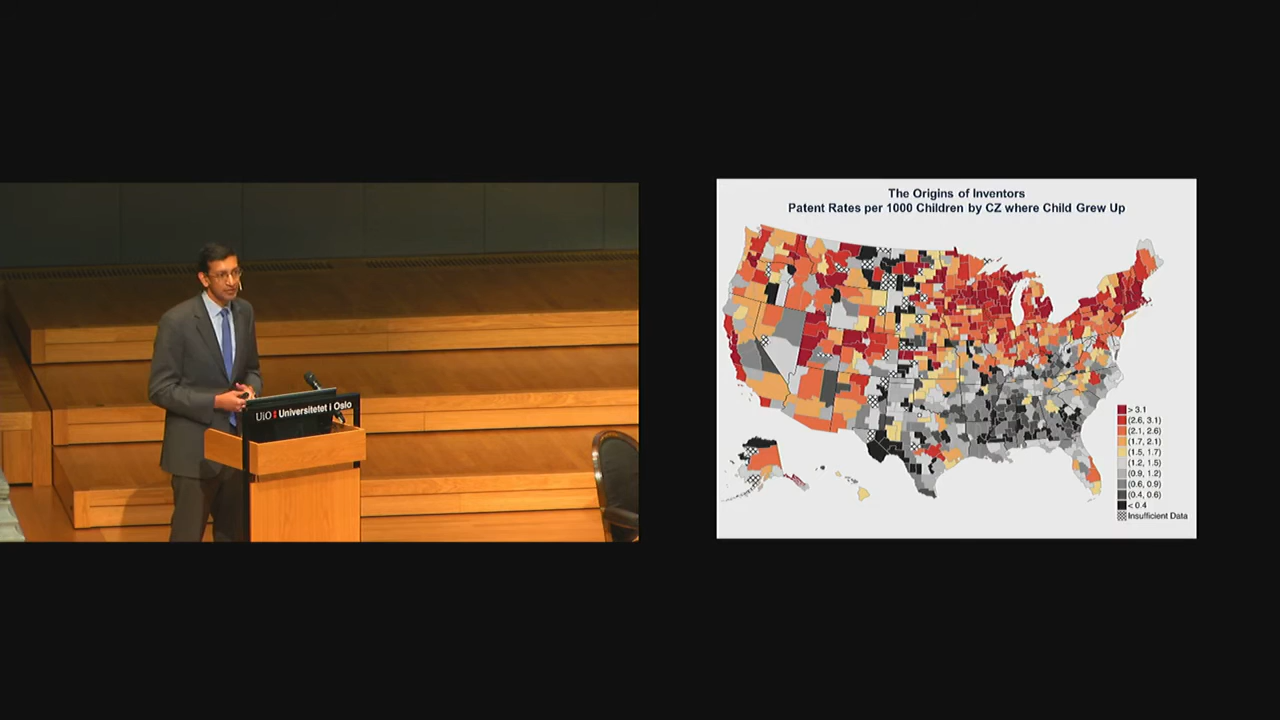 UiO Universitetet i Oslo
The Origins of Inventors
Patent Rates per 1000 Children by CZ where Child Grew Up
> 3.1
(2.6, 3.1)
(2.1, 2.6)
(1.7, 2.1)
(1.5, 1.7)
(1.2, 1.5)
(0.9, 1.2)
(0.6, 0.9)
(0.4, 0.6)
< 0.4
Insufficient Data